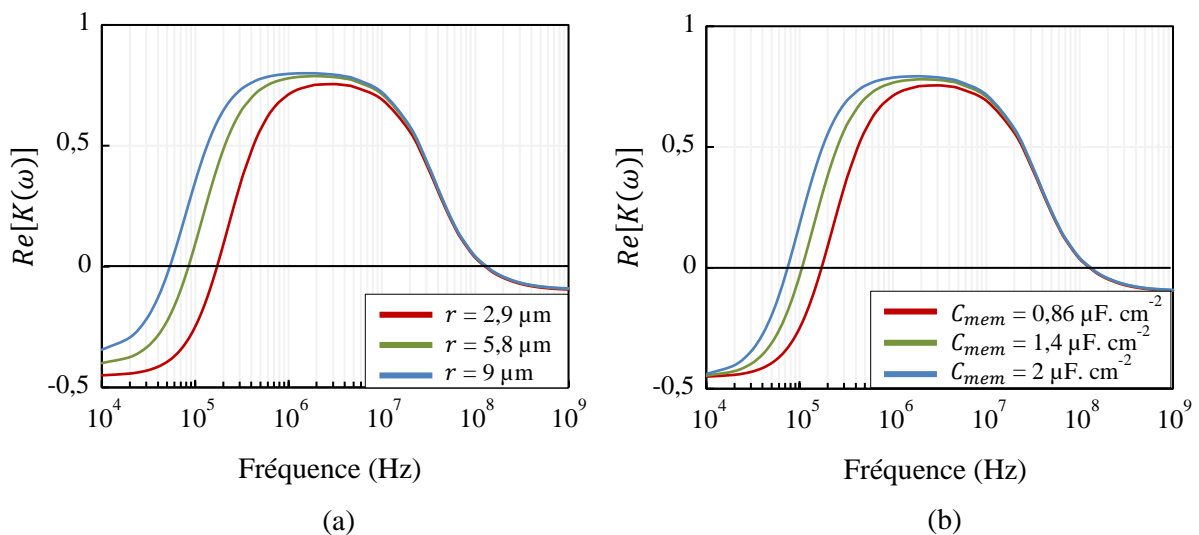 Re[K(ω)]
1
0,5
0
-0,5
10^4 10^5 10^6 10^7 10^8 10^9
Fréquence (Hz)
r = 2,9 µm
r = 5,8 µm
r = 9 µm
(a)
Re[K(ω)]
1
0,5
0
-0,5
10^4 10^5 10^6 10^7 10^8 10^9
Fréquence (Hz)
C_mem = 0,86 µF. cm^-2
C_mem = 1,4 µF. cm^-2
C_mem = 2 µF. cm^-2
(b)